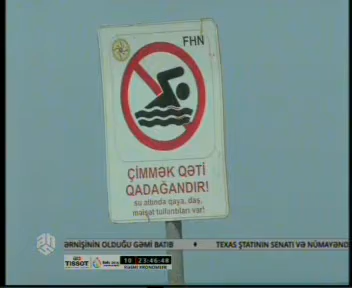 FHN
ÇİMMƏK QƏTİ
QADAĞANDIR!
su altında qaya, daş,
məişət tullantıları var!
ƏRNİŞİNİN OLDUĞU GƏMİ BATIB • TEXAS ŞTATININ SENATI VƏ NÜMAYƏND
TISSOT
18 23:46:48